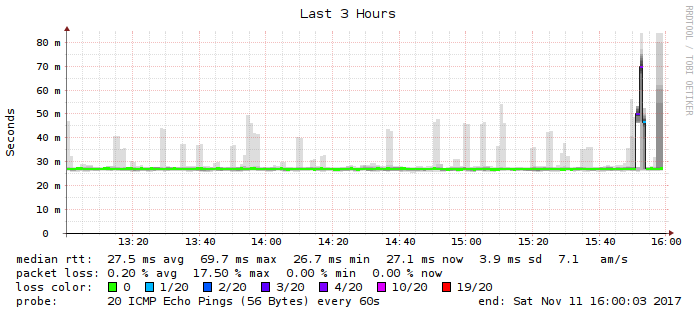 Last 3 Hours
RRDTOOL / TOBI OETIKER
Seconds
80 m
70 m
60 m
50 m
40 m
30 m
20 m
10 m
0
13:20 13:40 14:00 14:20 14:40 15:00 15:20 15:40 16:00
median rtt: 27.5 ms avg 69.7 ms max 26.7 ms min 27.1 ms now 3.9 ms sd 7.1 am/s
packet loss: 0.20 % avg 17.50 % max 0.00 % min 0.00 % now
loss color: 0 1/20 2/20 3/20 4/20 10/20 19/20
probe: 20 ICMP Echo Pings (56 Bytes) every 60s end: Sat Nov 11 16:00:03 2017